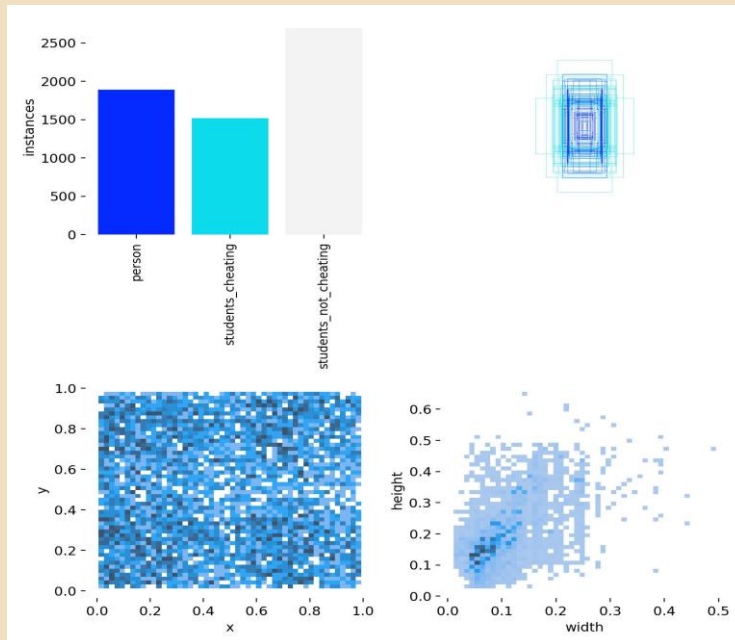 2500
2000
1500
1000
500
0
instances
person
students_cheating
students_not_cheating
1.0
0.8
0.6
0.4
0.2
0.0
y
0.0 0.2 0.4 0.6 0.8 1.0
x
0.6
0.5
0.4
0.3
0.2
0.1
0.0
height
0.0 0.1 0.2 0.3 0.4 0.5
width